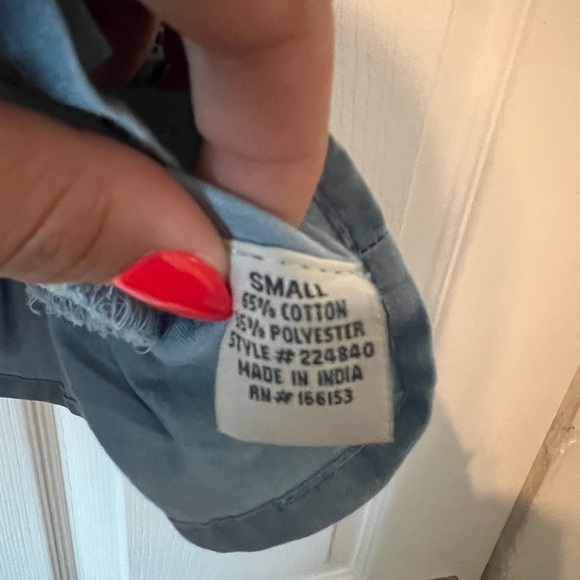 SMALL
65% COTTON
35% POLYESTER
STYLE # 224840
MADE IN INDIA
RN# 166153